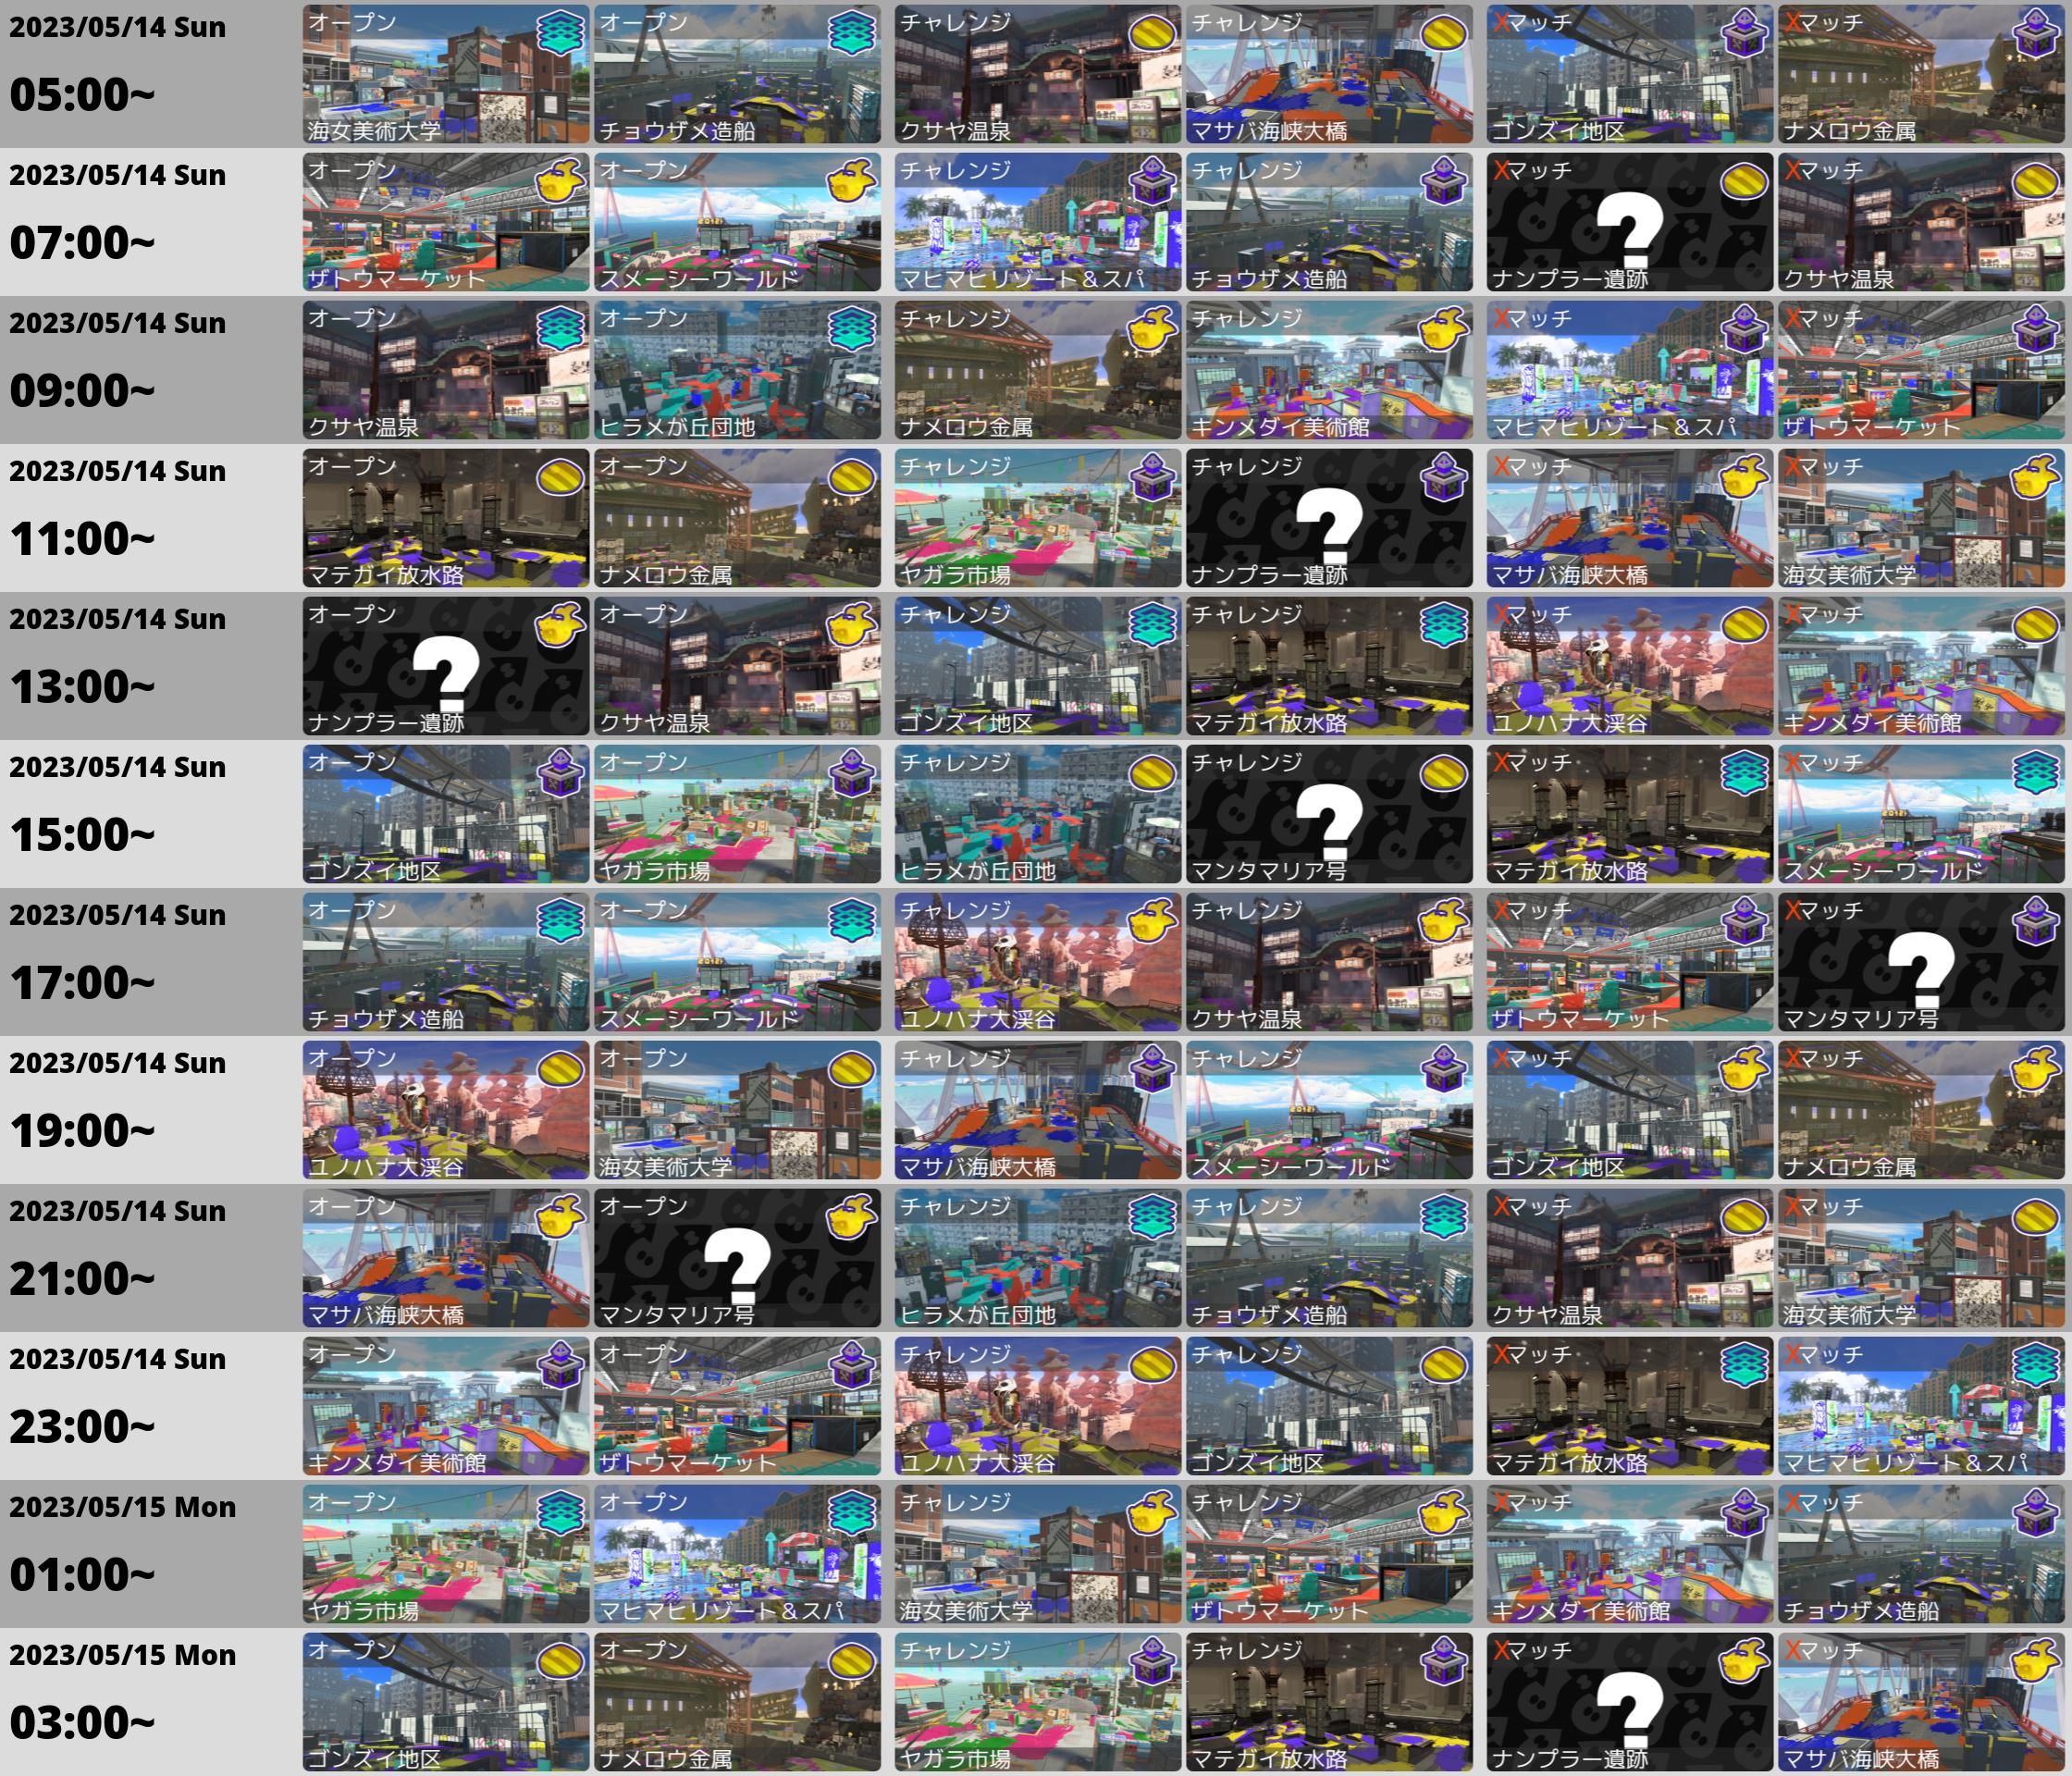 2023/05/14 Sun
05:00~
オープン オープン チャレンジ チャレンジ Xマッチ Xマッチ
海女美術大学 チョウザメ造船 クサヤ温泉 マサバ海峡大橋 ゴンズイ地区 ナメロウ金属
2023/05/14 Sun
07:00~
オープン オープン チャレンジ チャレンジ Xマッチ Xマッチ
ザトウマーケット スメーシーワールド マヒマヒリゾート&スパ チョウザメ造船 ナンプラー遺跡 クサヤ温泉
2023/05/14 Sun
09:00~
オープン オープン チャレンジ チャレンジ Xマッチ Xマッチ
クサヤ温泉 ヒラメが丘団地 ナメロウ金属 キンメダイ美術館 マヒマヒリゾート&スパ ザトウマーケット
2023/05/14 Sun
11:00~
オープン オープン チャレンジ チャレンジ Xマッチ Xマッチ
マテガイ放水路 ナメロウ金属 ヤガラ市場 ナンプラー遺跡 マサバ海峡大橋 海女美術大学
2023/05/14 Sun
13:00~
オープン オープン チャレンジ チャレンジ Xマッチ Xマッチ
ナンプラー遺跡 クサヤ温泉 ゴンズイ地区 マテガイ放水路 ユノハナ大渓谷 キンメダイ美術館
2023/05/14 Sun
15:00~
オープン オープン チャレンジ チャレンジ Xマッチ Xマッチ
ゴンズイ地区 ヤガラ市場 ヒラメが丘団地 マンタマリア号 マテガイ放水路 スメーシーワールド
2023/05/14 Sun
17:00~
オープン オープン チャレンジ チャレンジ Xマッチ Xマッチ
チョウザメ造船 スメーシーワールド ユノハナ大渓谷 クサヤ温泉 ザトウマーケット マンタマリア号
2023/05/14 Sun
19:00~
オープン オープン チャレンジ チャレンジ Xマッチ Xマッチ
ユノハナ大渓谷 海女美術大学 マサバ海峡大橋 スメーシーワールド ゴンズイ地区 ナメロウ金属
2023/05/14 Sun
21:00~
オープン オープン チャレンジ チャレンジ Xマッチ Xマッチ
マサバ海峡大橋 マンタマリア号 ヒラメが丘団地 チョウザメ造船 クサヤ温泉 海女美術大学
2023/05/14 Sun
23:00~
オープン オープン チャレンジ チャレンジ Xマッチ Xマッチ
キンメダイ美術館 ザトウマーケット ユノハナ大渓谷 ゴンズイ地区 マテガイ放水路 マヒマヒリゾート&スパ
2023/05/15 Mon
01:00~
オープン オープン チャレンジ チャレンジ Xマッチ Xマッチ
ヤガラ市場 マヒマヒリゾート&スパ 海女美術大学 ザトウマーケット キンメダイ美術館 チョウザメ造船
2023/05/15 Mon
03:00~
オープン オープン チャレンジ チャレンジ Xマッチ Xマッチ
ゴンズイ地区 ナメロウ金属 ヤガラ市場 マテガイ放水路 ナンプラー遺跡 マサバ海峡大橋